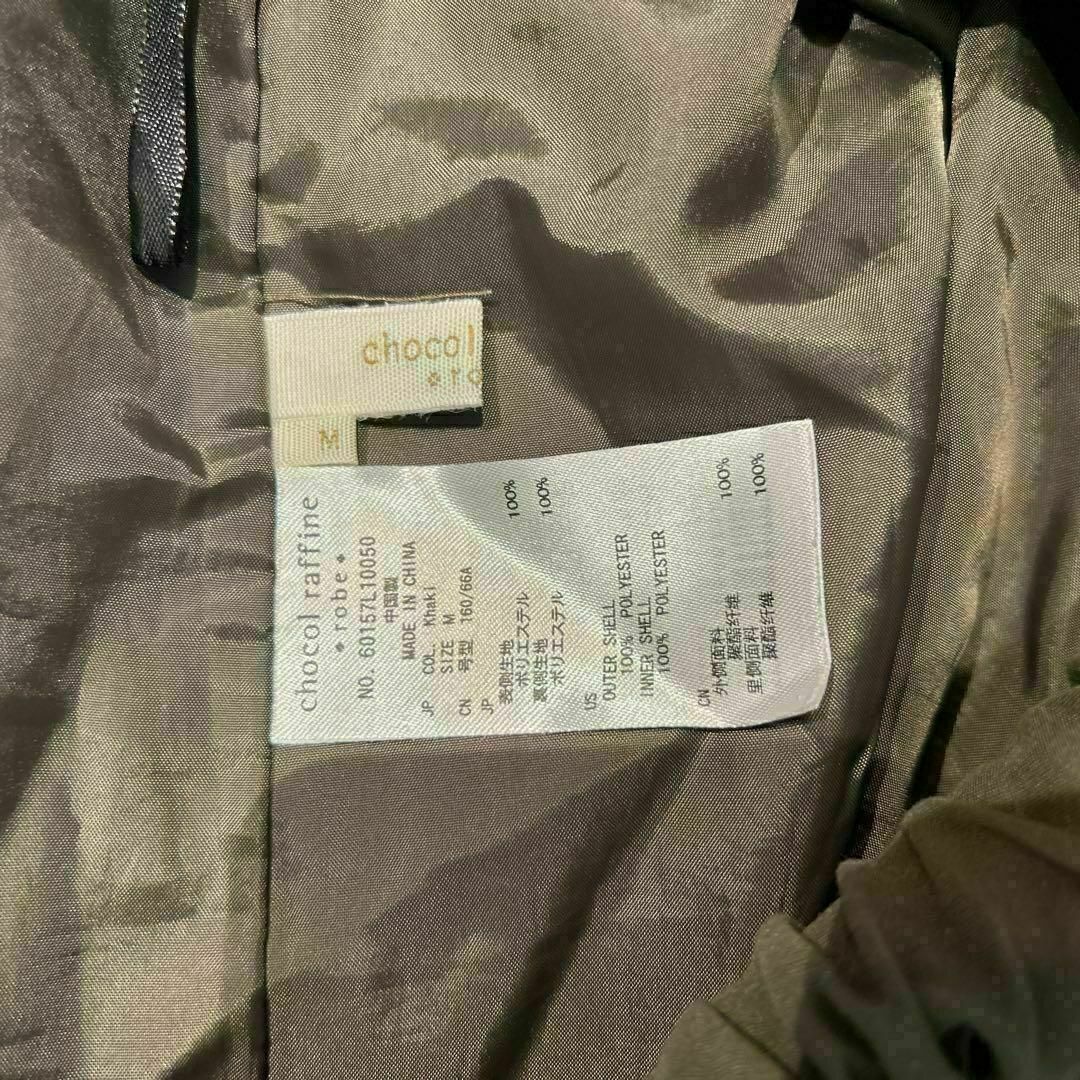 chocol
ro
M
chocol raffine
robe
NO. 60157L10050
中国製
MADE IN CHINA
JP COL. Khaki
SIZE M
CN 号型 160/66A
JP
表側生地
ポリエステル 100%
裏側生地
ポリエステル 100%
US
OUTER SHELL
100% POLYESTER
INNER SHELL
100% POLYESTER
CN
外侧面料
聚酯纤维 100%
里侧面料
聚酯纤维 100%